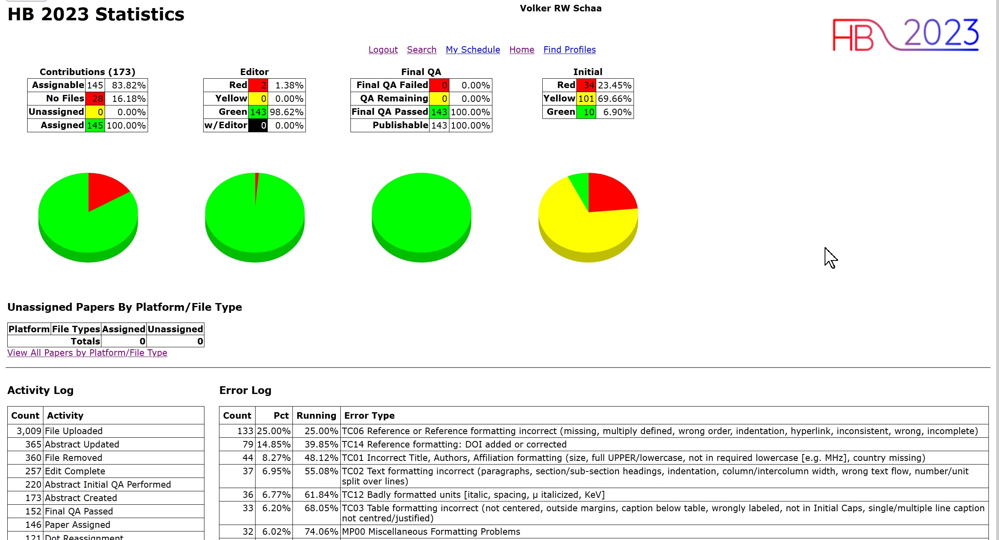 HB 2023 Statistics
Volker RW Schaa
HB 2023
Logout Search My Schedule Home Find Profiles
Contributions (173)
Assignable 145 83.82%
No Files 28 16.18%
Unassigned 0 0.00%
Assigned 145 100.00%
Editor
Red 2 1.38%
Yellow 0 0.00%
Green 143 98.62%
w/Editor 0 0.00%
Final QA
Final QA Failed 0 0.00%
QA Remaining 0 0.00%
Final QA Passed 143 100.00%
Publishable 143 100.00%
Initial
Red 34 23.45%
Yellow 101 69.66%
Green 10 6.90%
Unassigned Papers By Platform/File Type
Platform File Types Assigned Unassigned
Totals 0 0
View All Papers by Platform/File Type
Activity Log
Count Activity
3,009 File Uploaded
365 Abstract Updated
360 File Removed
257 Edit Complete
220 Abstract Initial QA Performed
173 Abstract Created
152 Final QA Passed
146 Paper Assigned
121 Dot Reassignment
Error Log
Count Pct Running Error Type
133 25.00% 25.00% TC06 Reference or Reference formatting incorrect (missing, multiply defined, wrong order, indentation, hyperlink, inconsistent, wrong, incomplete)
79 14.85% 39.85% TC14 Reference formatting: DOI added or corrected
44 8.27% 48.12% TC01 Incorrect Title, Authors, Affiliation formatting (size, full UPPER/lowercase, not in required lowercase [e.g. MHz], country missing)
37 6.95% 55.08% TC02 Text formatting incorrect (paragraphs, section/sub-section headings, indentation, column/intercolumn width, wrong text flow, number/unit
split over lines)
36 6.77% 61.84% TC12 Badly formatted units [italic, spacing, µ italicized, KeV]
33 6.20% 68.05% TC03 Table formatting incorrect (not centered, outside margins, caption below table, wrongly labeled, not in Initial Caps, single/multiple line caption
not centred/justified)
32 6.02% 74.06% MP00 Miscellaneous Formatting Problems